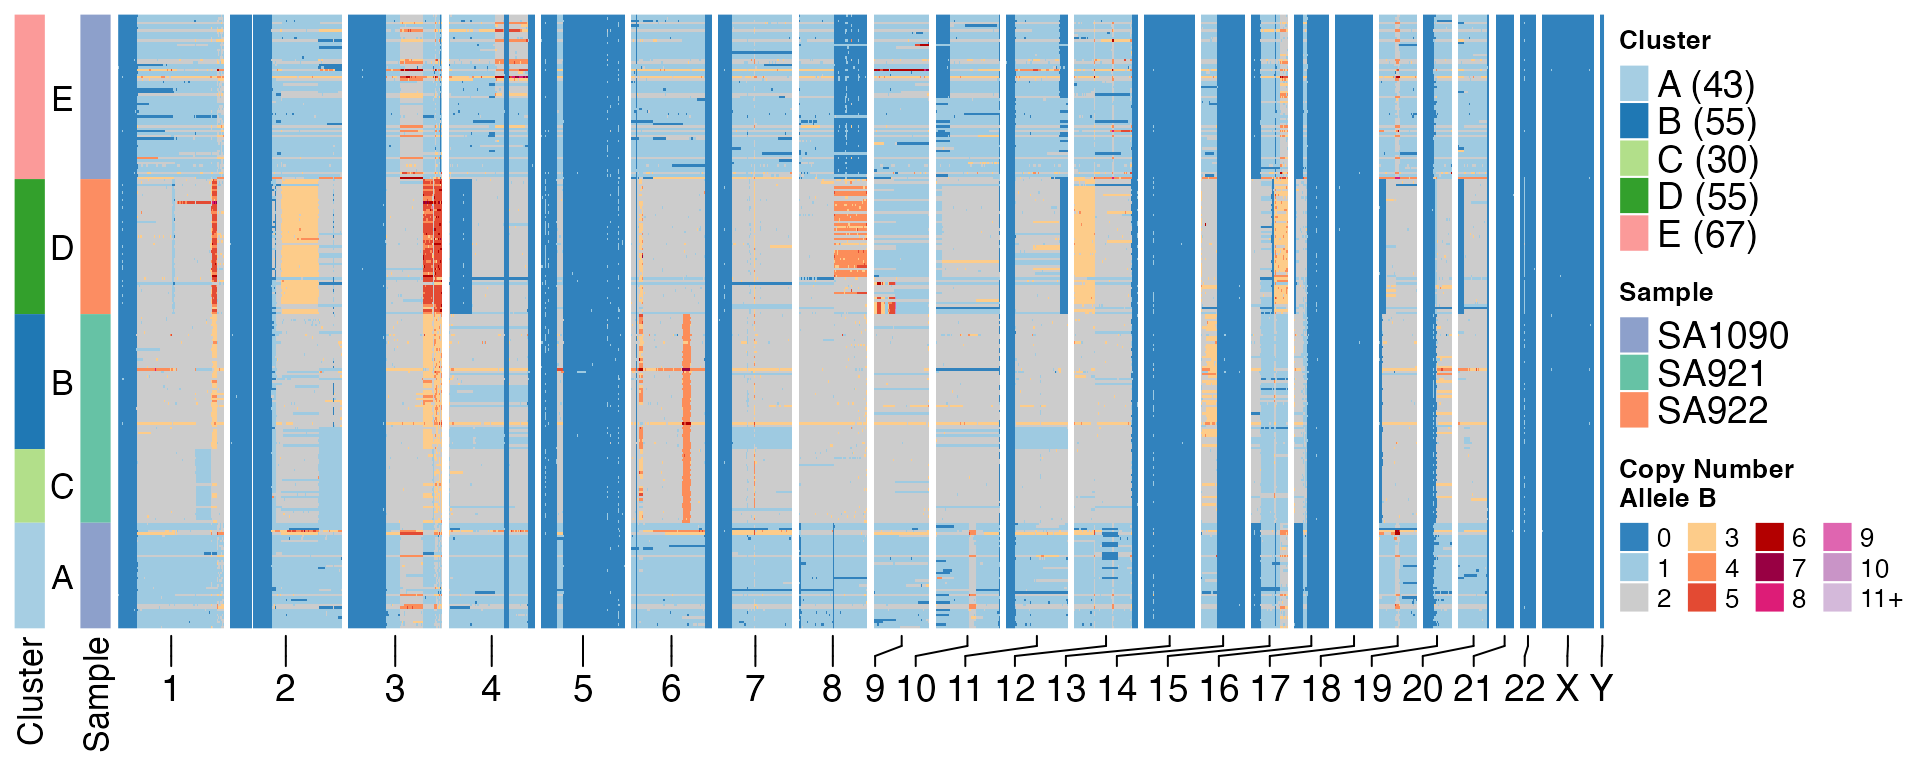 E
D
B
C
A
Cluster
Sample
1 2 3 4 5 6 7 8 9 10 11 12 13 14 15 16 17 18 19 20 21 22 X Y
Cluster
A (43)
B (55)
C (30)
D (55)
E (67)
Sample
SA1090
SA921
SA922
Copy Number
Allele B
0 3 6 9
1 4 7 10
2 5 8 11+